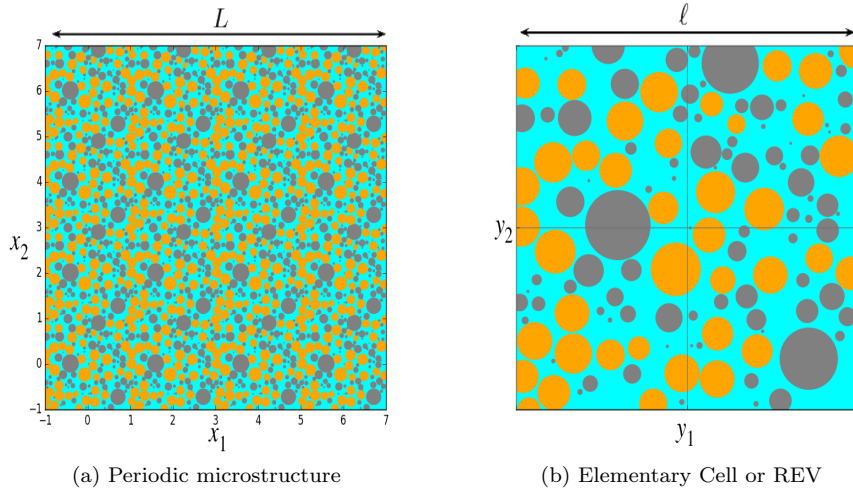 L
ℓ
7
6
5
4
3
2
1
0
−1
x₂
−1 0 1 2 3 4 5 6 7
x₁
y₂
y₁
(a) Periodic microstructure
(b) Elementary Cell or REV